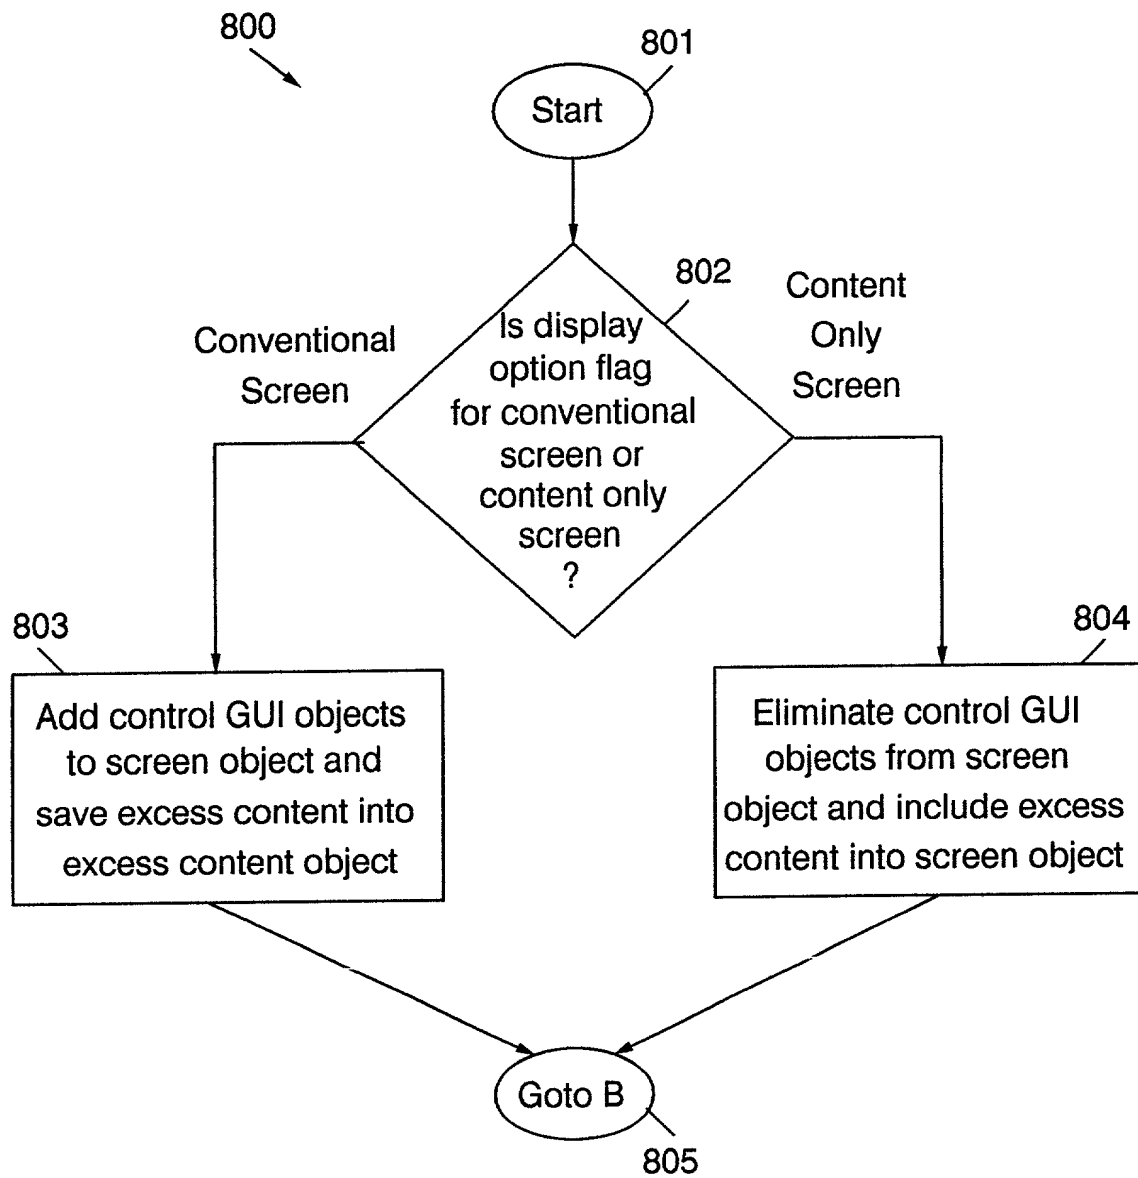 800
801
Start
802
Is display
option flag
for conventional
screen or
content only
screen
?
Conventional
Screen
Content
Only
Screen
803
Add control GUI objects
to screen object and
save excess content into
excess content object
804
Eliminate control GUI
objects from screen
object and include excess
content into screen object
Goto B
805